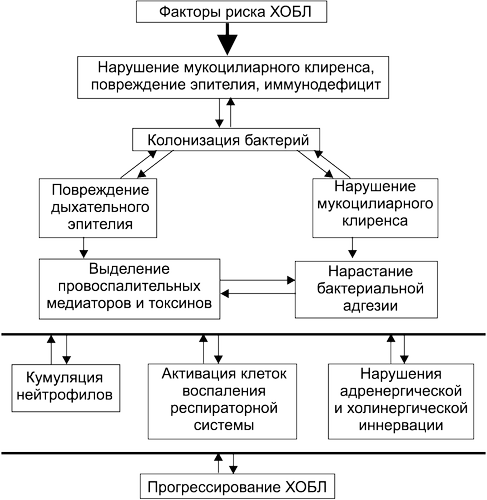 Факторы риска ХОБЛ
Нарушение мукоцилиарного клиренса,
повреждение эпителия, иммунодефицит
Колонизация бактерий
Повреждение
дыхательного
эпителия
Нарушение
мукоцилиарного
клиренса
Выделение
провоспалительных
медиаторов и токсинов
Нарастание
бактериальной
адгезии
Кумуляция
нейтрофилов
Активация клеток
воспаления
респираторной
системы
Нарушения
адренергической
и холинергической
иннервации
Прогрессирование ХОБЛ